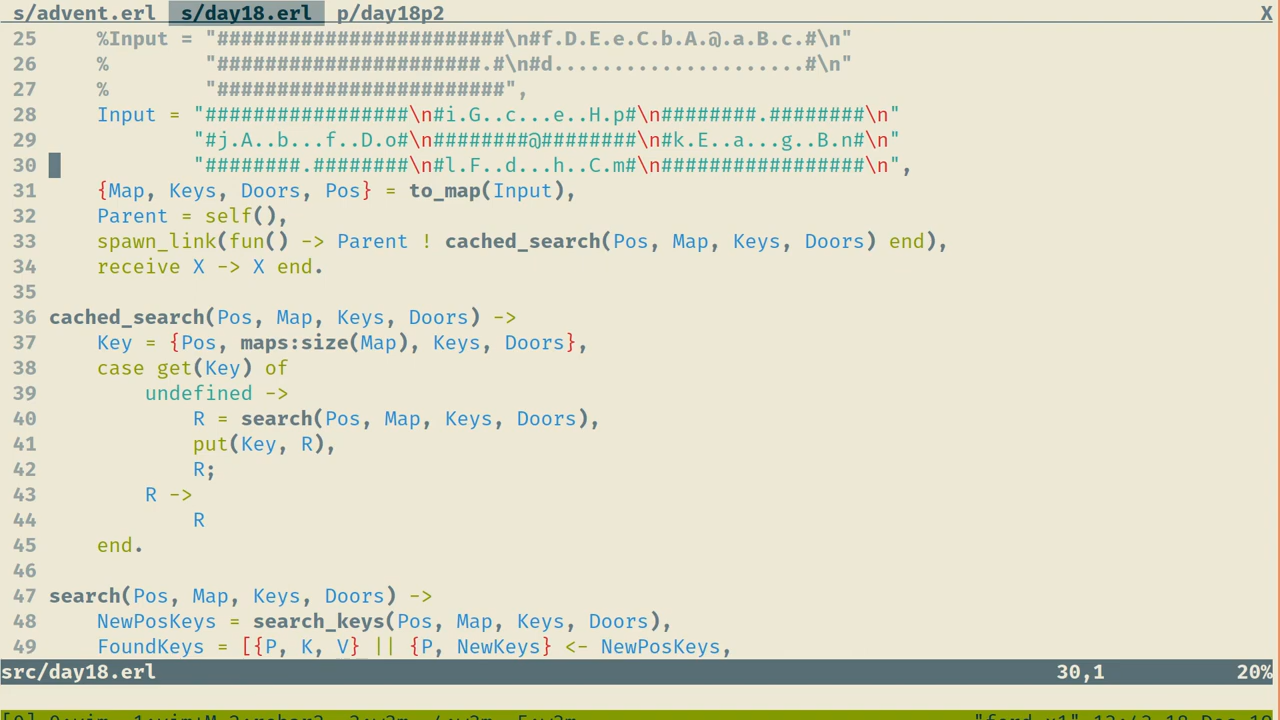 s/advent.erl s/day18.erl p/day18p2 X
25 %Input = "########################\n#f.D.E.e.C.b.A.@.a.B.c.#\n"
26 % "######################.#\n#d.....................#\n"
27 % "########################",
28 Input = "#################\n#i.G..c...e..H.p#\n########.########\n"
29 "#j.A..b...f..D.o#\n########@########\n#k.E..a...g..B.n#\n"
30 "########.########\n#l.F..d...h..C.m#\n#################",
31 {Map, Keys, Doors, Pos} = to_map(Input),
32 Parent = self(),
33 spawn_link(fun() -> Parent ! cached_search(Pos, Map, Keys, Doors) end),
34 receive X -> X end.
35
36 cached_search(Pos, Map, Keys, Doors) ->
37 Key = {Pos, maps:size(Map), Keys, Doors},
38 case get(Key) of
39 undefined ->
40 R = search(Pos, Map, Keys, Doors),
41 put(Key, R),
42 R;
43 R ->
44 R
45 end.
46
47 search(Pos, Map, Keys, Doors) ->
48 NewPosKeys = search_keys(Pos, Map, Keys, Doors),
49 FoundKeys = [{P, K, V} || {P, NewKeys} <- NewPosKeys,
src/day18.erl 30,1 20%